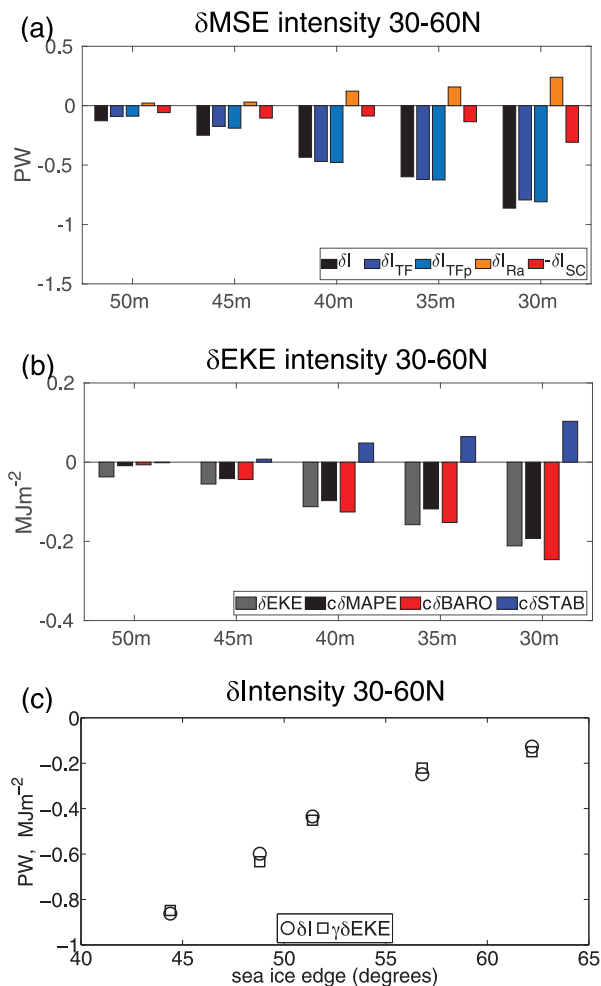 (a) δMSE intensity 30-60N
0.5
0
-0.5
-1
-1.5
PW
δI δI_TF δI_TFp δI_Ra -δI_SC
50m 45m 40m 35m 30m
(b) δEKE intensity 30-60N
0.2
0
-0.2
-0.4
MJm⁻²
δEKE cδMAPE cδBARO cδSTAB
50m 45m 40m 35m 30m
(c) δIntensity 30-60N
0
−0.2
−0.4
−0.6
−0.8
−1
PW, MJm⁻²
δI γδEKE
40 45 50 55 60 65
sea ice edge (degrees)